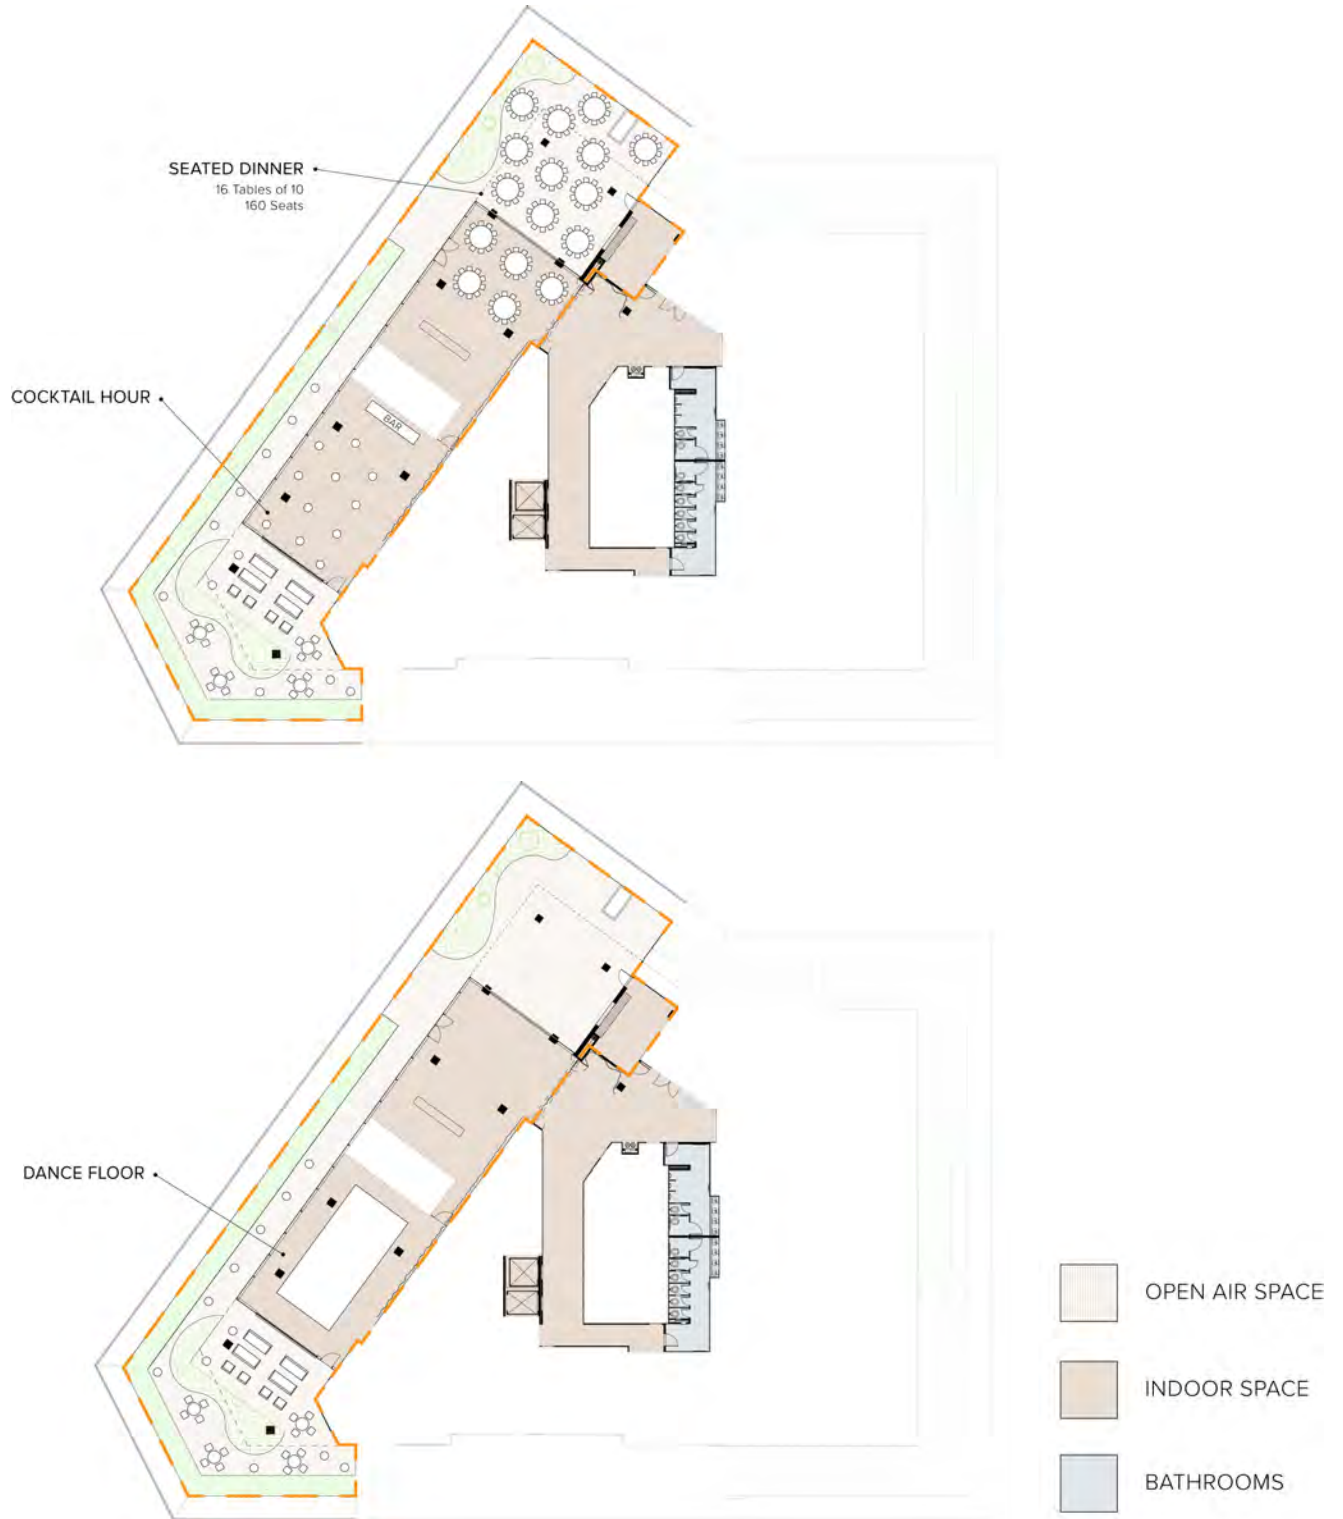 SEATED DINNER
16 Tables of 10
160 Seats
COCKTAIL HOUR
BAR
DANCE FLOOR
OPEN AIR SPACE
INDOOR SPACE
BATHROOMS